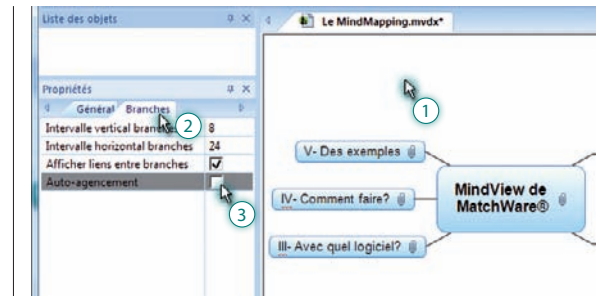 Liste des objets
Le MindMapping.mvdx*
Propriétés
Général Branches
Intervalle vertical branches 8
Intervalle horizontal branches 24
Afficher liens entre branches
Auto-agencement
1
2
3
V- Des exemples
IV- Comment faire?
III- Avec quel logiciel?
MindView de
MatchWare®